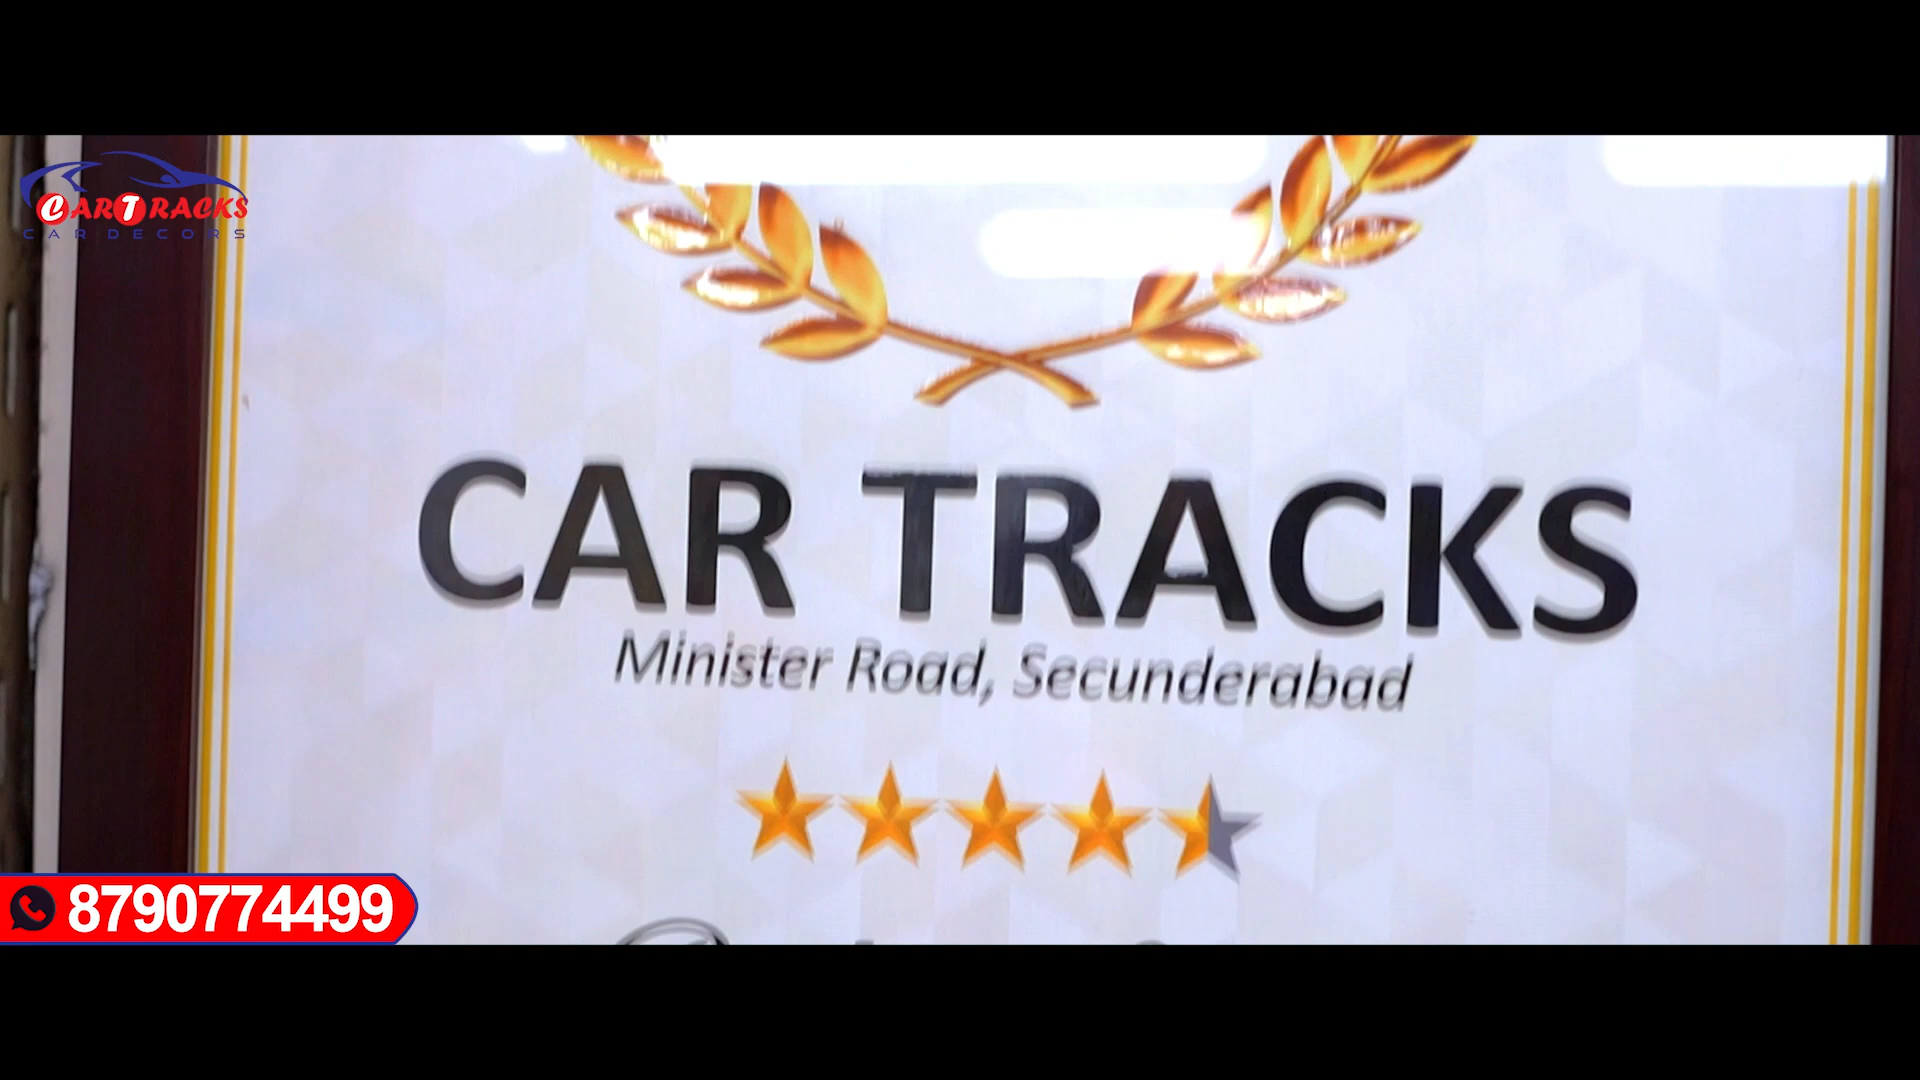 CARTRACKS
CAR DECORS
CAR TRACKS
Minister Road, Secunderabad
8790774499